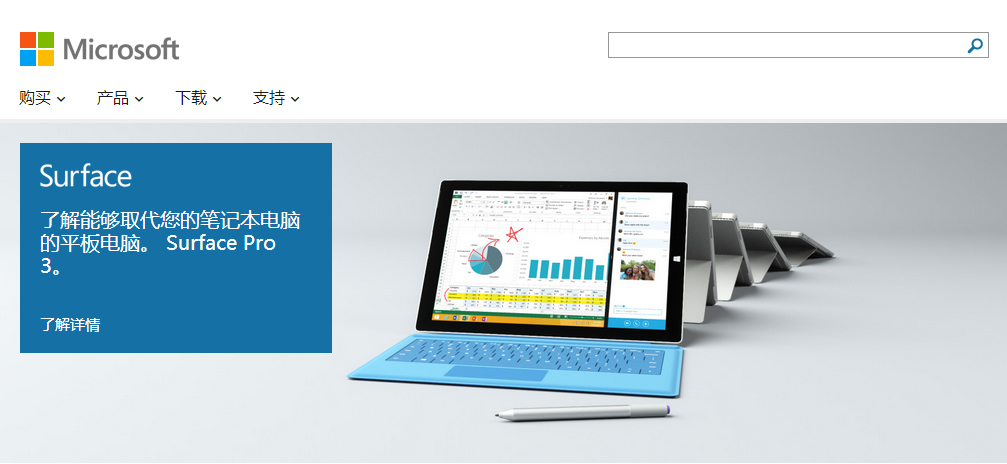 Microsoft
购买
产品
下载
支持
Surface
了解能够取代您的笔记本电脑
的平板电脑。 Surface Pro
3。
了解详情